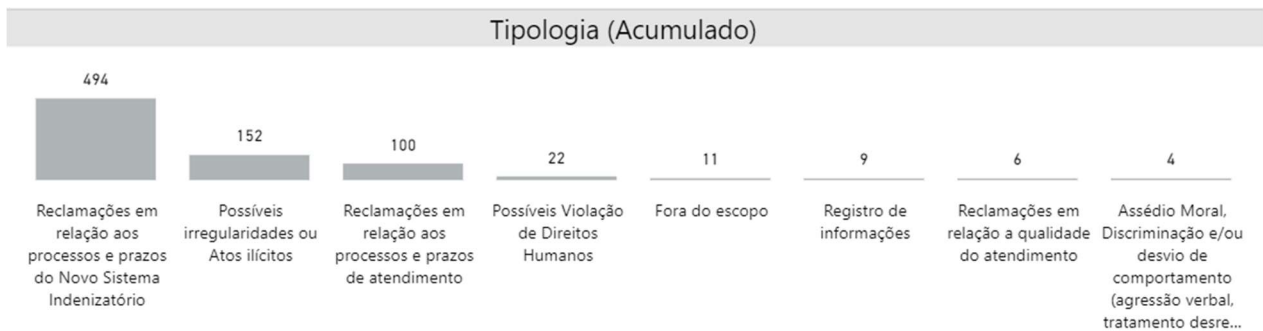 Tipologia (Acumulado)
494
152
100
22
11
9
6
4
Reclamações em
relação aos
processos e prazos
do Novo Sistema
Indenizatório
Possíveis
irregularidades ou
Atos ilícitos
Reclamações em
relação aos
processos e prazos
de atendimento
Possíveis Violação
de Direitos
Humanos
Fora do escopo
Registro de
informações
Reclamações em
relação a qualidade
do atendimento
Assédio Moral,
Discriminação e/ou
desvio de
comportamento
(agressão verbal,
tratamento desre...